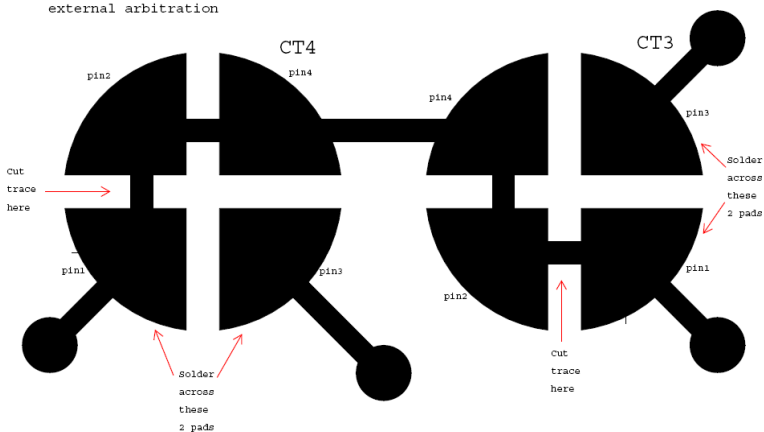 external arbitration
CT4
CT3
pin2
pin4
pin4
pin3
Cut
trace
here
Solder
across
these
2 pads
pin1
pin3
pin2
pin1
Solder
across
these
2 pads
Cut
trace
here